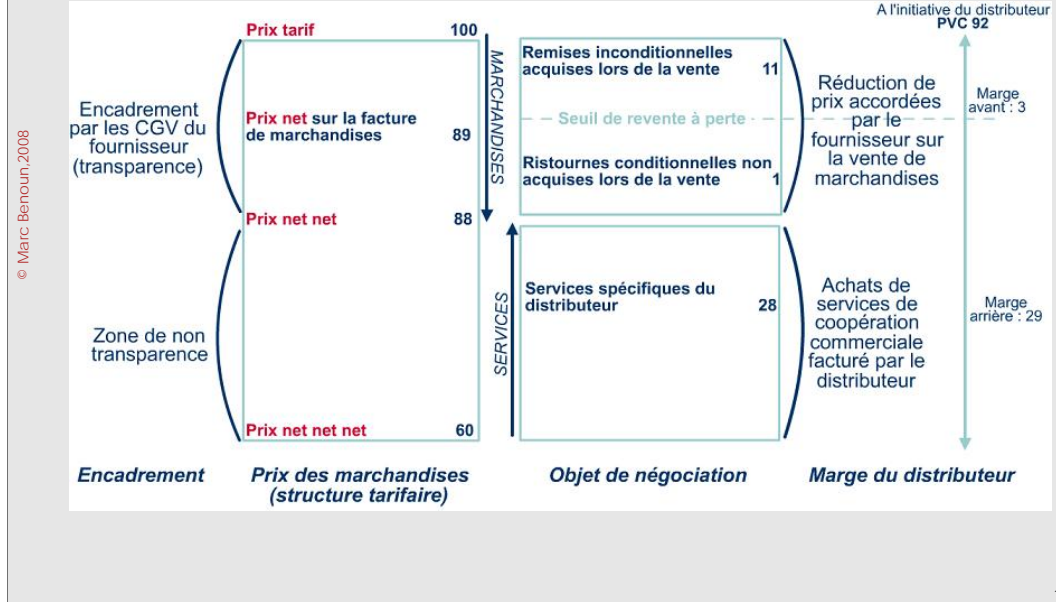 A l'initiative du distributeur
PVC 92
Prix tarif 100
Remises inconditionnelles
acquises lors de la vente 11
Encadrement
par les CGV du
fournisseur
(transparence)
Prix net sur la facture
de marchandises 89
MARCHANDISES
Seuil de revente à perte
Ristournes conditionnelles non
acquises lors de la vente 1
Réduction de
prix accordées
par le
fournisseur sur
la vente de
marchandises
Marge
avant : 3
Prix net net 88
© Marc Benoun,2008
Zone de non
transparence
SERVICES
Services spécifiques du
distributeur 28
Achats de
services de
coopération
commerciale
facturé par le
distributeur
Marge
arrière : 29
Prix net net net 60
Encadrement
Prix des marchandises
(structure tarifaire)
Objet de négociation
Marge du distributeur